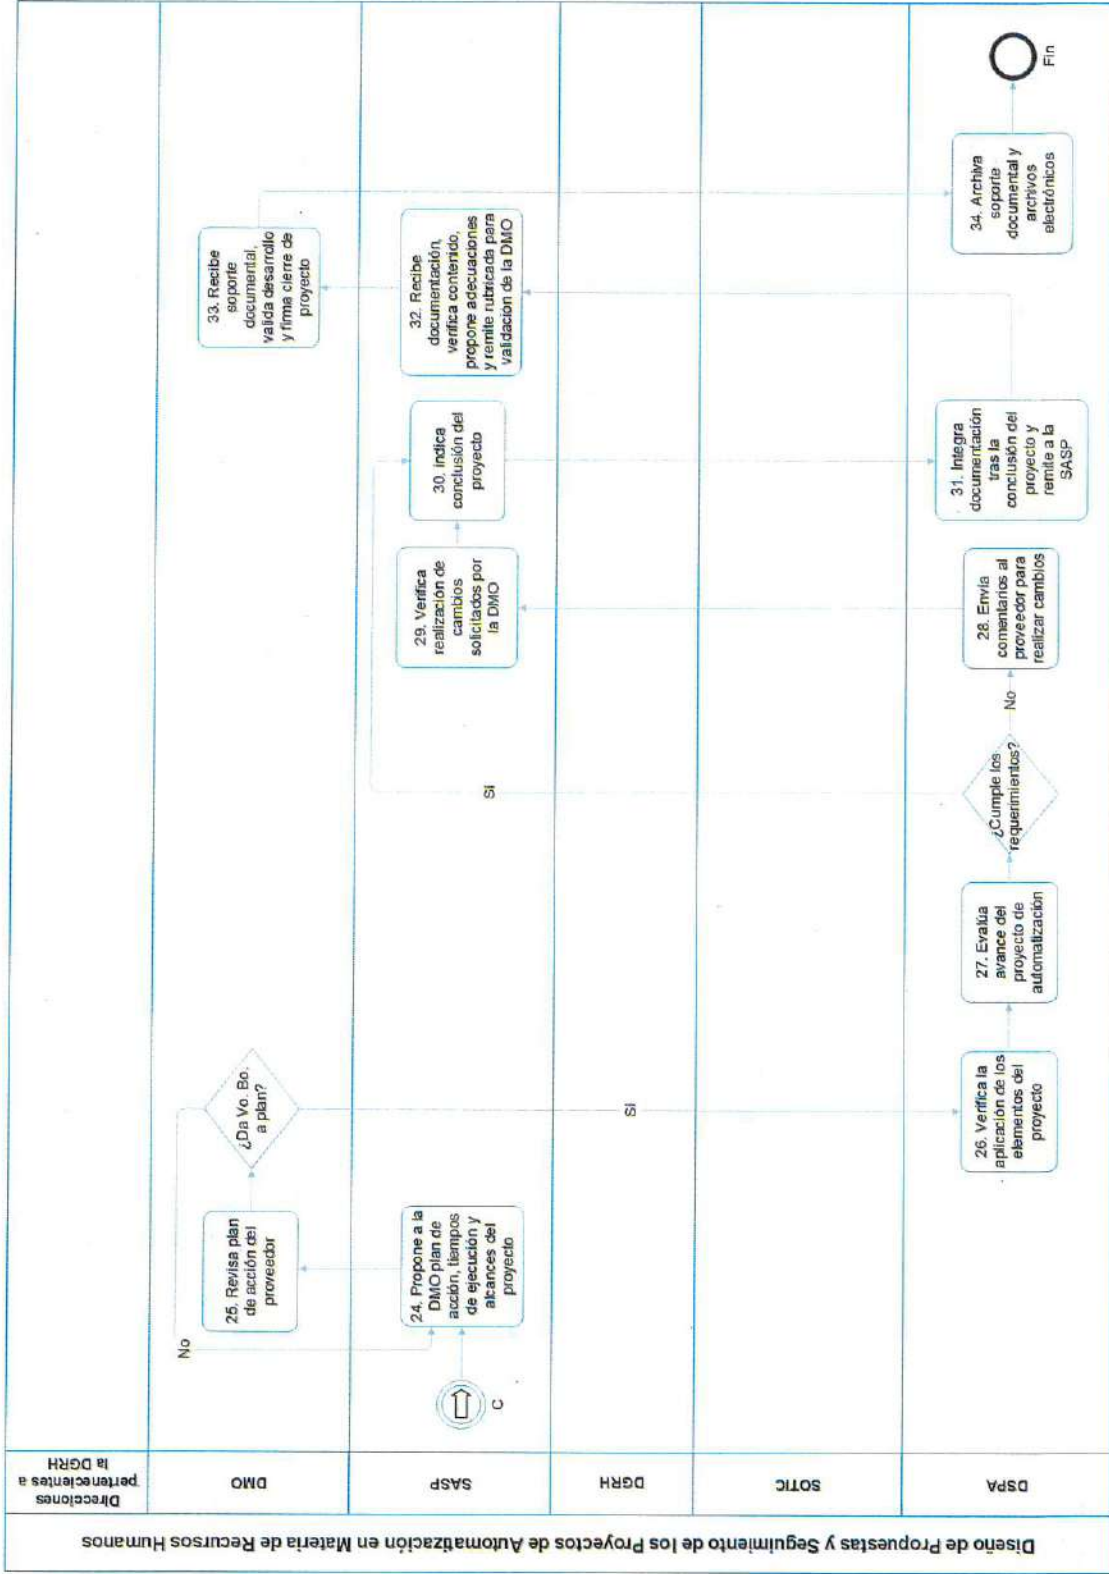 Diseño de Propuestas y Seguimiento de los Proyectos de Automatización en Materia de Recursos Humanos
Direcciones
pertenecientes a
la DGRH
DMO
SASP
DGRH
SOTIC
DSPA
C
24. Propone a la
DMO plan de
acción, tiempos
de ejecución y
alcances del
proyecto
25. Revisa plan
de acción del
proveedor
¿Da Vo. Bo.
a plan?
No
Sí
26. Verifica la
aplicación de los
elementos del
proyecto
27. Evalúa
avance del
proyecto de
automatización
¿Cumple los
requerimientos?
Sí
No
28. Envía
comentarios al
proveedor para
realizar cambios
29. Verifica
realización de
cambios
solicitados por
la DMO
30. indica
conclusión del
proyecto
31. Integra
documentación
tras la
conclusión del
proyecto y
remite a la
SASP
32. Recibe
documentación,
verifica contenido,
propone adecuaciones
y remite rubricada para
validación de la DMO
33. Recibe
soporte
documental,
valida desarrollo
y firma cierre de
proyecto
34. Archiva
soporte
documental y
archivos
electrónicos
Fin